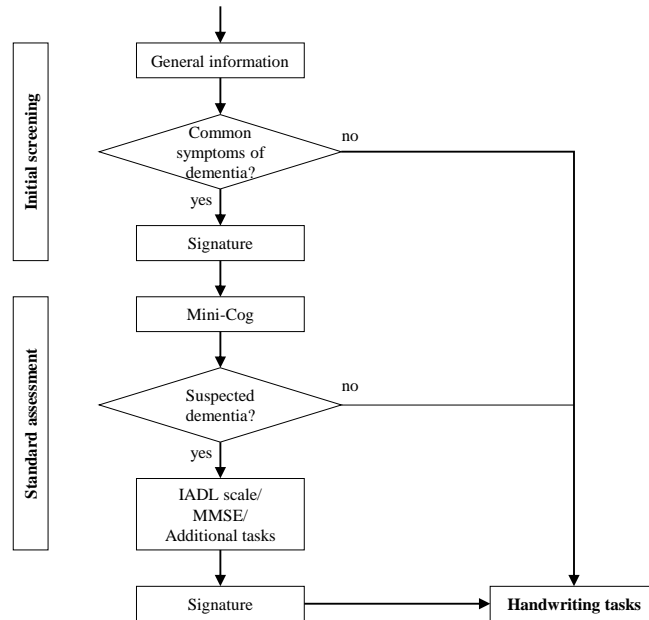 General information
Initial screening
Common
symptoms of
dementia?
no
yes
Signature
Mini-Cog
Standard assessment
Suspected
dementia?
no
yes
IADL scale/
MMSE/
Additional tasks
Signature
Handwriting tasks